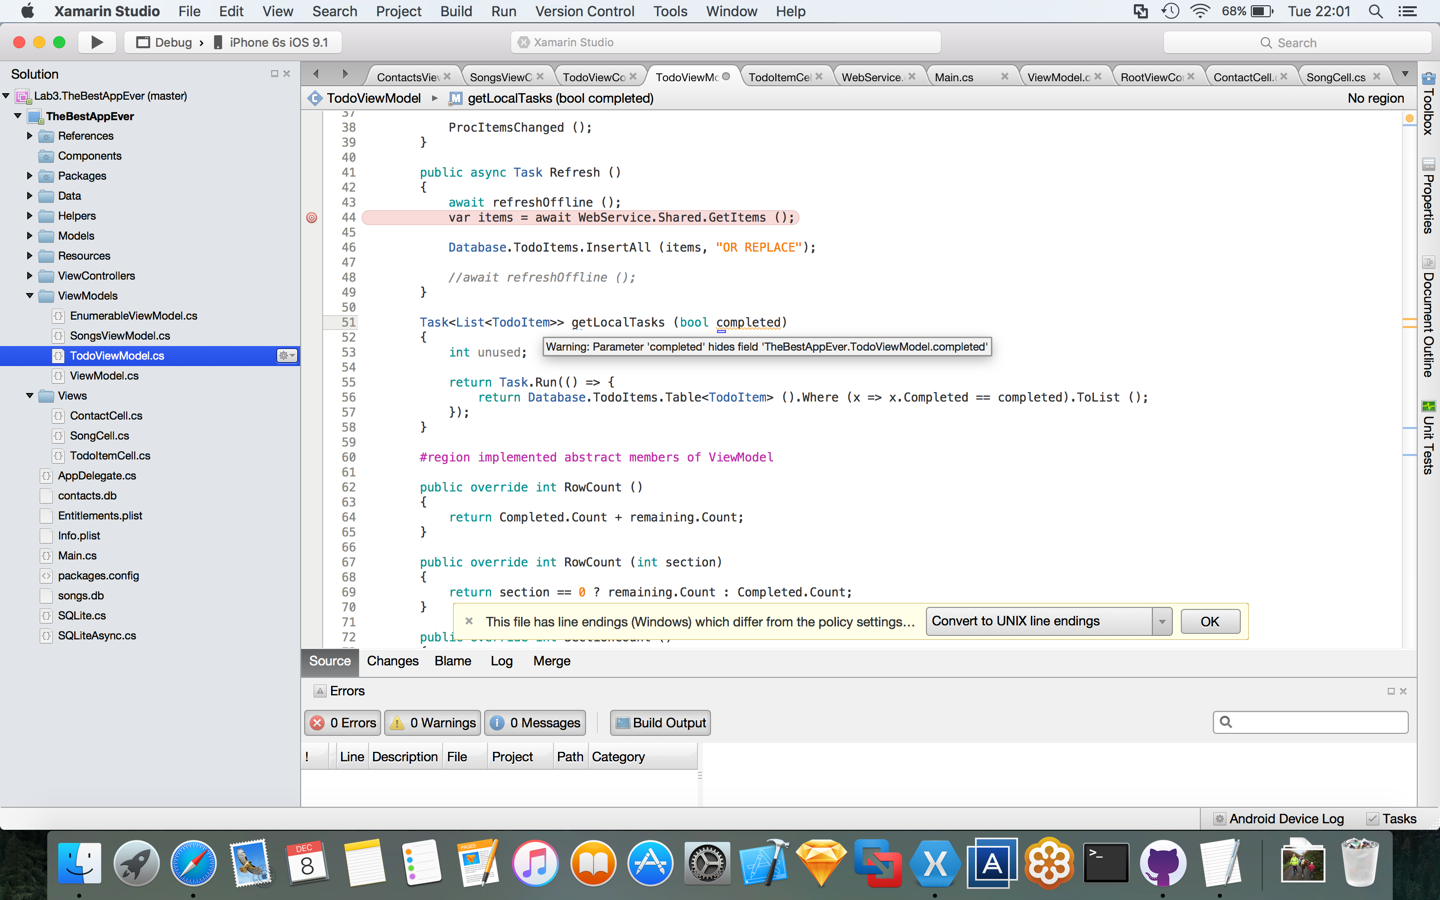 Xamarin Studio File Edit View Search Project Build Run Version Control Tools Window Help 68% Tue 22:01
Debug › iPhone 6s iOS 9.1 Xamarin Studio Search
Solution
Lab3.TheBestAppEver (master)
TheBestAppEver
References
Components
Packages
Data
Helpers
Models
Resources
ViewControllers
ViewModels
EnumerableViewModel.cs
SongsViewModel.cs
TodoViewModel.cs
ViewModel.cs
Views
ContactCell.cs
SongCell.cs
TodoItemCell.cs
AppDelegate.cs
contacts.db
Entitlements.plist
Info.plist
Main.cs
packages.config
songs.db
SQLite.cs
SQLiteAsync.cs
ContactsViev × SongsViewC × TodoViewCo × TodoViewMc TodoItemCel × WebService. × Main.cs × ViewModel.c × RootViewCo × ContactCell. × SongCell.cs ×
TodoViewModel ▸ M getLocalTasks (bool completed) No region
37
38 ProcItemsChanged ();
39 }
40
41 public async Task Refresh ()
42 {
43 await refreshOffline ();
44 var items = await WebService.Shared.GetItems ();
45
46 Database.TodoItems.InsertAll (items, "OR REPLACE");
47
48 //await refreshOffline ();
49 }
50
51 Task<List<TodoItem>> getLocalTasks (bool completed)
52 {
Warning: Parameter 'completed' hides field 'TheBestAppEver.TodoViewModel.completed'
53 int unused;
54
55 return Task.Run(() => {
56 return Database.TodoItems.Table<TodoItem> ().Where (x => x.Completed == completed).ToList ();
57 });
58 }
59
60 #region implemented abstract members of ViewModel
61
62 public override int RowCount ()
63 {
64 return Completed.Count + remaining.Count;
65 }
66
67 public override int RowCount (int section)
68 {
69 return section == 0 ? remaining.Count : Completed.Count;
70 }
71
This file has line endings (Windows) which differ from the policy settings... Convert to UNIX line endings OK
72
Toolbox
Properties
Document Outline
Unit Tests
Source Changes Blame Log Merge
Errors
0 Errors 0 Warnings 0 Messages Build Output
! Line Description File Project Path Category
Android Device Log Tasks
DEC
8